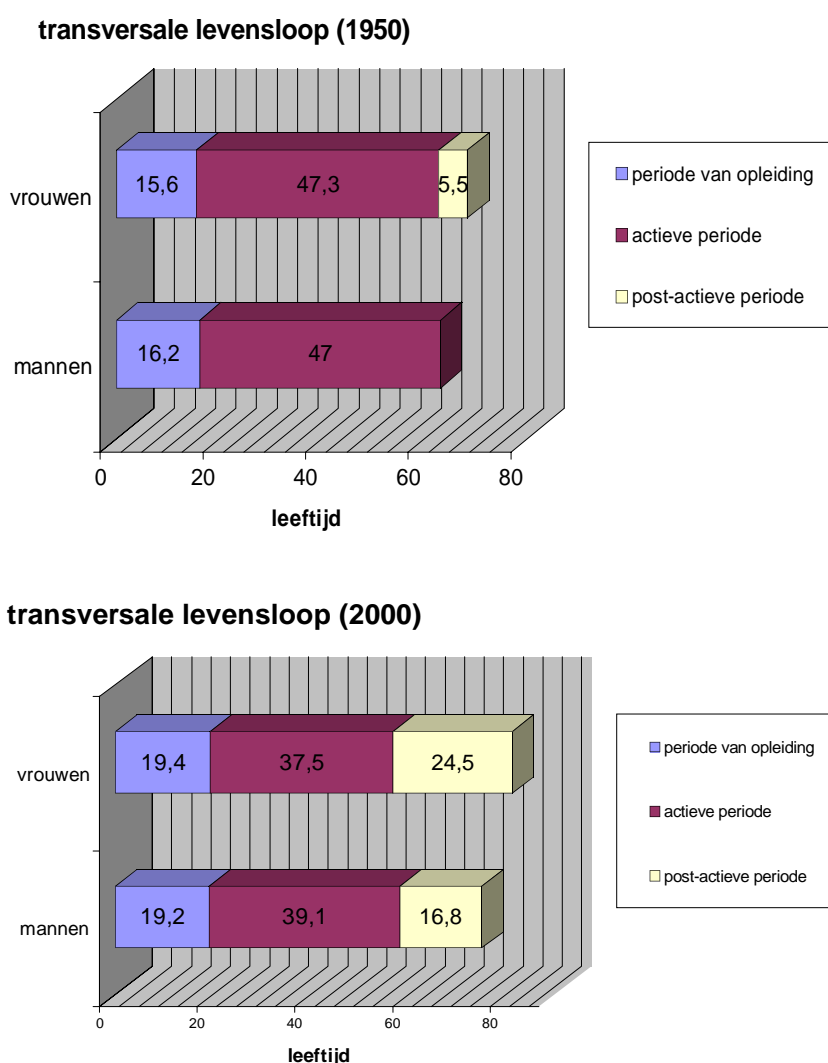 transversale levensloop (1950)
vrouwen
15,6 47,3 5,5
mannen
16,2 47
0 20 40 60 80
leeftijd
periode van opleiding
actieve periode
post-actieve periode
transversale levensloop (2000)
vrouwen
19,4 37,5 24,5
mannen
19,2 39,1 16,8
0 20 40 60 80
leeftijd
periode van opleiding
actieve periode
post-actieve periode